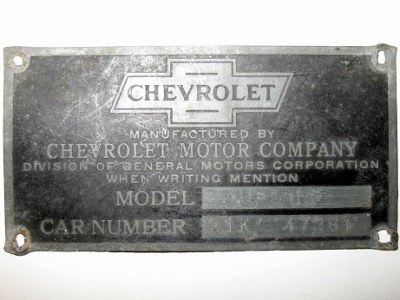 CHEVROLET
MANUFACTURED BY
CHEVROLET MOTOR COMPANY
DIVISION OF GENERAL MOTORS CORPORATION
WHEN WRITING MENTION
MODEL
CAR NUMBER